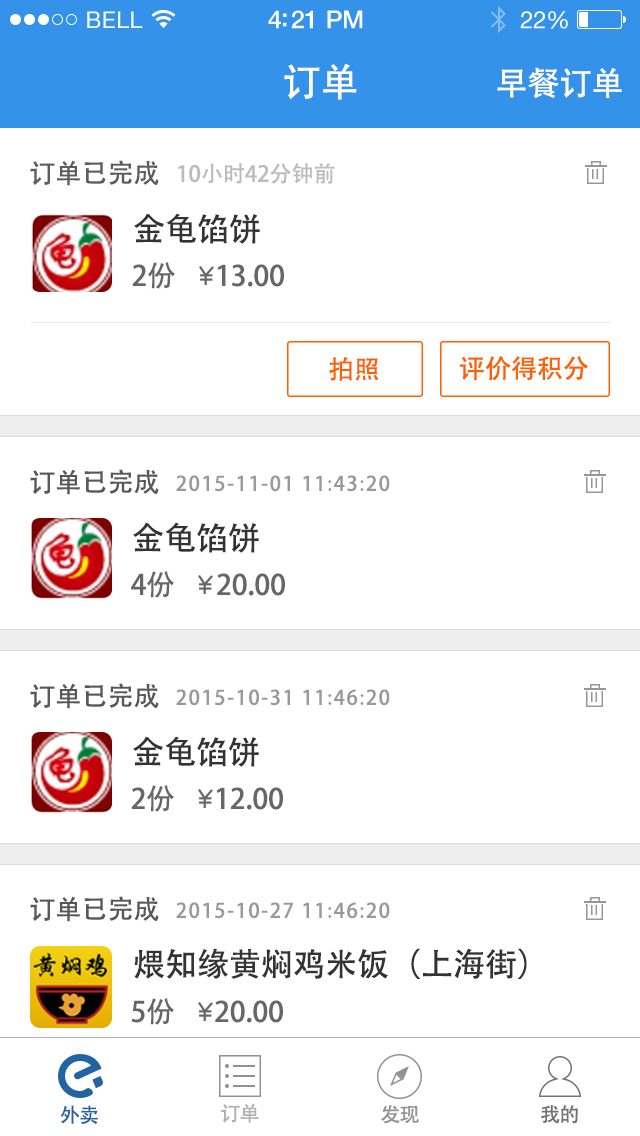 BELL 4:21 PM 22%
订单 早餐订单
订单已完成 10小时42分钟前
龟 金龟馅饼
2份 ¥13.00
拍照 评价得积分
订单已完成 2015-11-01 11:43:20
龟 金龟馅饼
4份 ¥20.00
订单已完成 2015-10-31 11:46:20
龟 金龟馅饼
2份 ¥12.00
订单已完成 2015-10-27 11:46:20
黄焖鸡 煨知缘黄焖鸡米饭（上海街）
5份 ¥20.00
外卖 订单 发现 我的